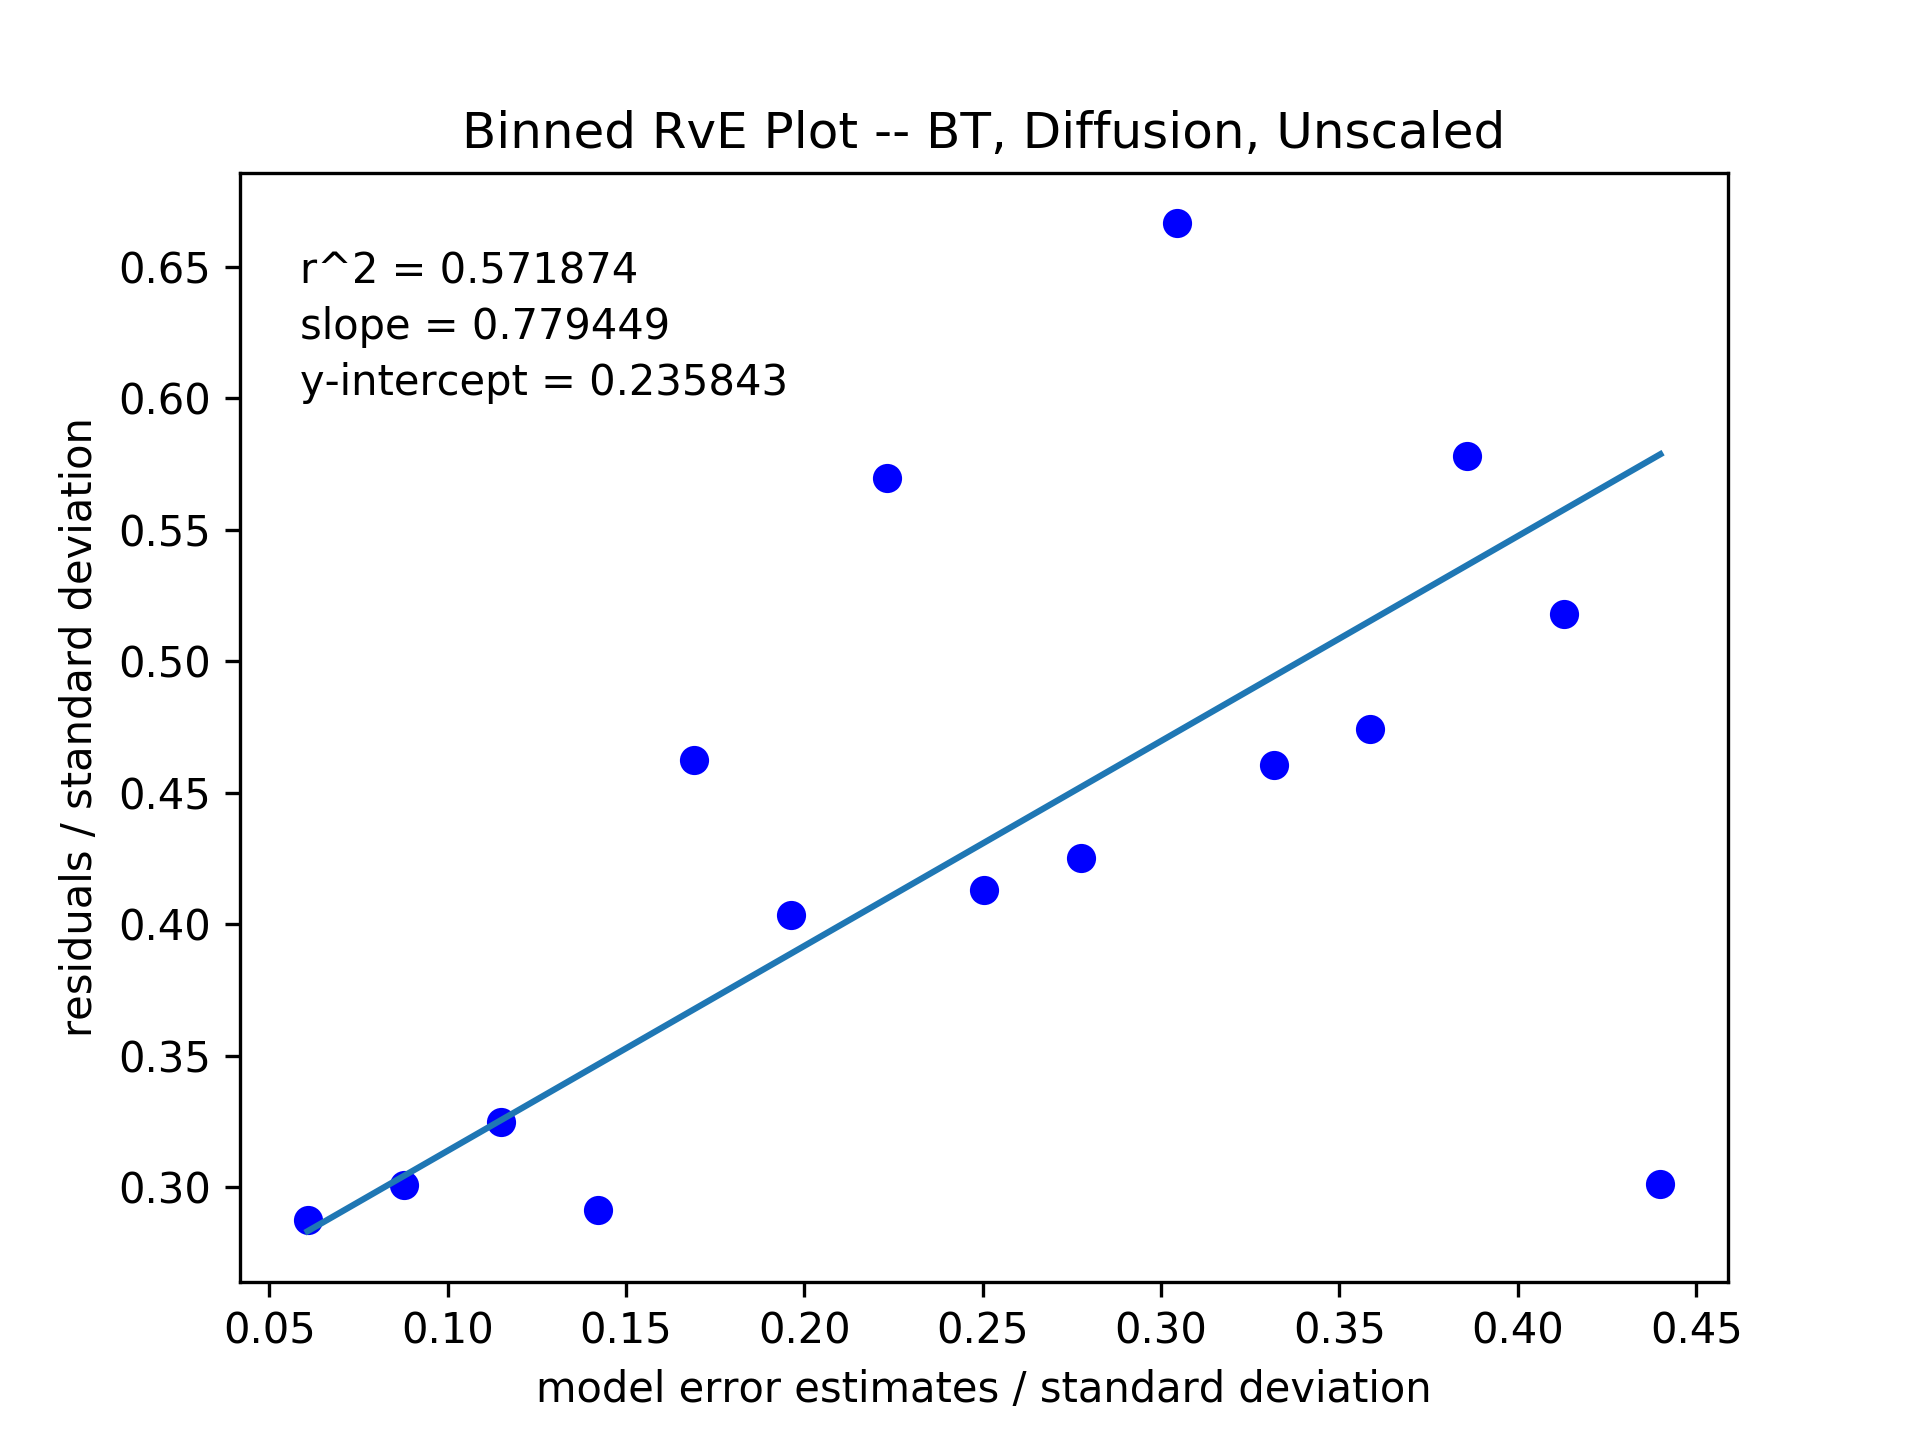 Binned RvE Plot -- BT, Diffusion, Unscaled
r^2 = 0.571874
slope = 0.779449
y-intercept = 0.235843
residuals / standard deviation
0.65
0.60
0.55
0.50
0.45
0.40
0.35
0.30
0.05 0.10 0.15 0.20 0.25 0.30 0.35 0.40 0.45
model error estimates / standard deviation